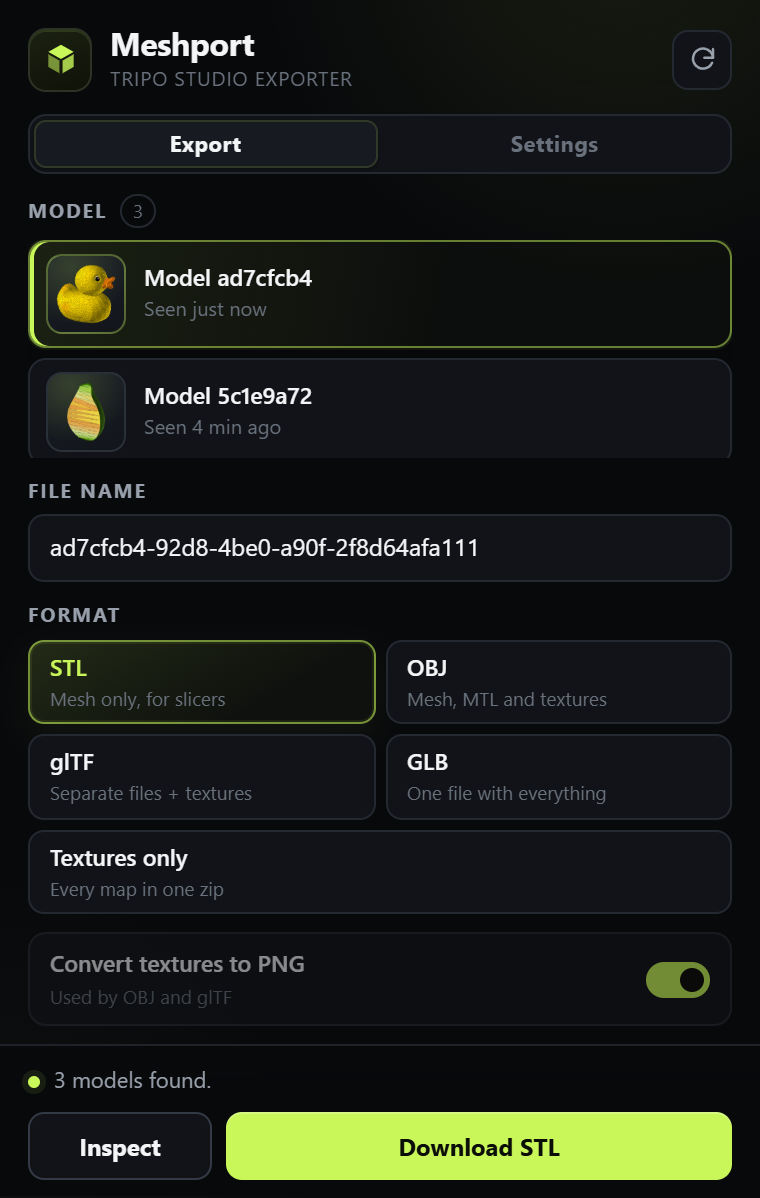 Meshport
TRIPO STUDIO EXPORTER
Export
Settings
MODEL 3
Model ad7cfcb4
Seen just now
Model 5c1e9a72
Seen 4 min ago
FILE NAME
ad7cfcb4-92d8-4be0-a90f-2f8d64afa111
FORMAT
STL
Mesh only, for slicers
OBJ
Mesh, MTL and textures
glTF
Separate files + textures
GLB
One file with everything
Textures only
Every map in one zip
Convert textures to PNG
Used by OBJ and glTF
3 models found.
Inspect
Download STL